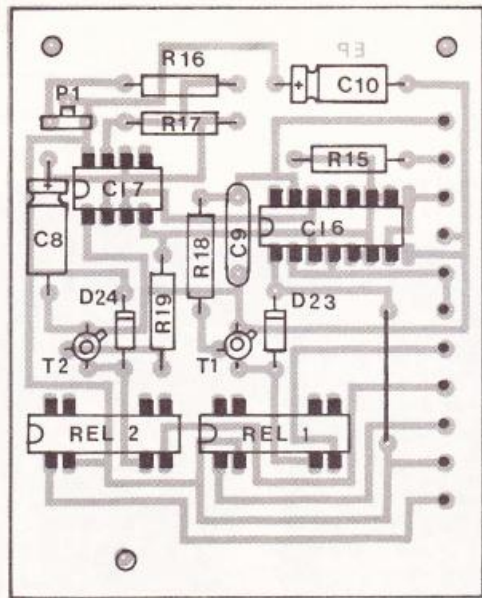 R16
EP
C10
P1
R17
R15
CI7
CI6
C8
R18
C9
R19
D24
D23
T2
T1
REL 2
REL 1